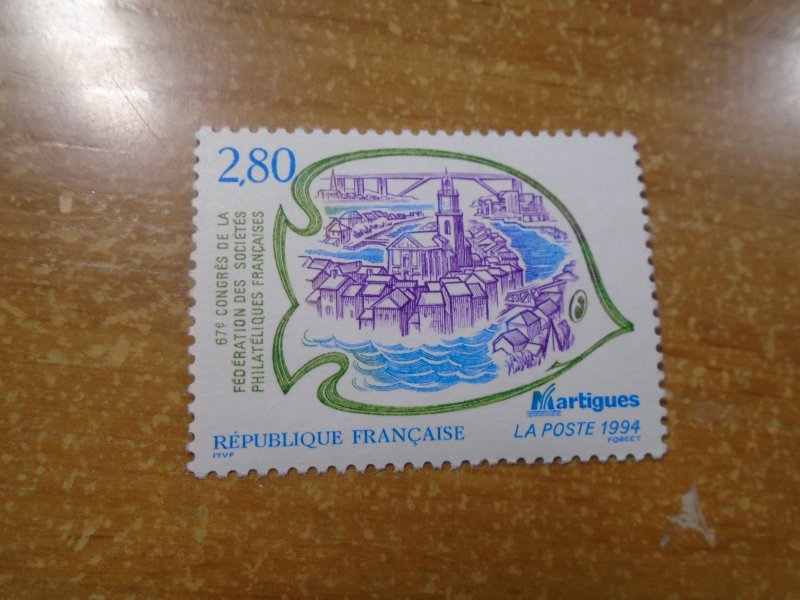 2,80
67e CONGRÈS DE LA
FÉDÉRATION DES SOCIÉTÉS
PHILATÉLIQUES FRANÇAISES
Martigues
RÉPUBLIQUE FRANÇAISE
LA POSTE 1994
ITVF
FORGET